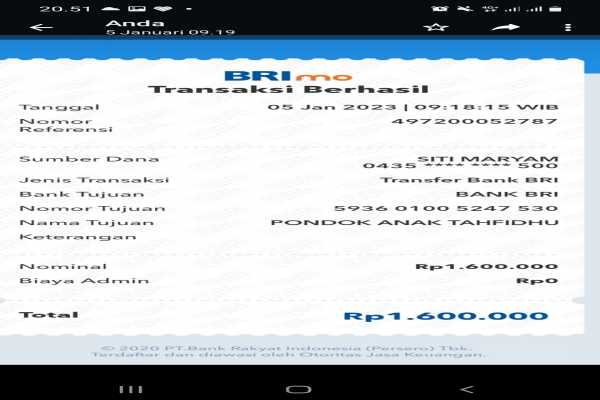 20.51
Anda
5 Januari 09.19
BRImo
Transaksi Berhasil
Tanggal 05 Jan 2023 | 09:18:15 WIB
Nomor Referensi 497200052787
Sumber Dana SITI MARYAM
0435 **** **** 500
Jenis Transaksi Transfer Bank BRI
Bank Tujuan BANK BRI
Nomor Tujuan 5936 0100 5247 530
Nama Tujuan PONDOK ANAK TAHFIDHU
Keterangan
Nominal Rp1.600.000
Biaya Admin Rp0
Total Rp1.600.000
© 2020 PT.Bank Rakyat Indonesia (Persero) Tbk.
Terdaftar dan diawasi oleh Otoritas Jasa Keuangan.